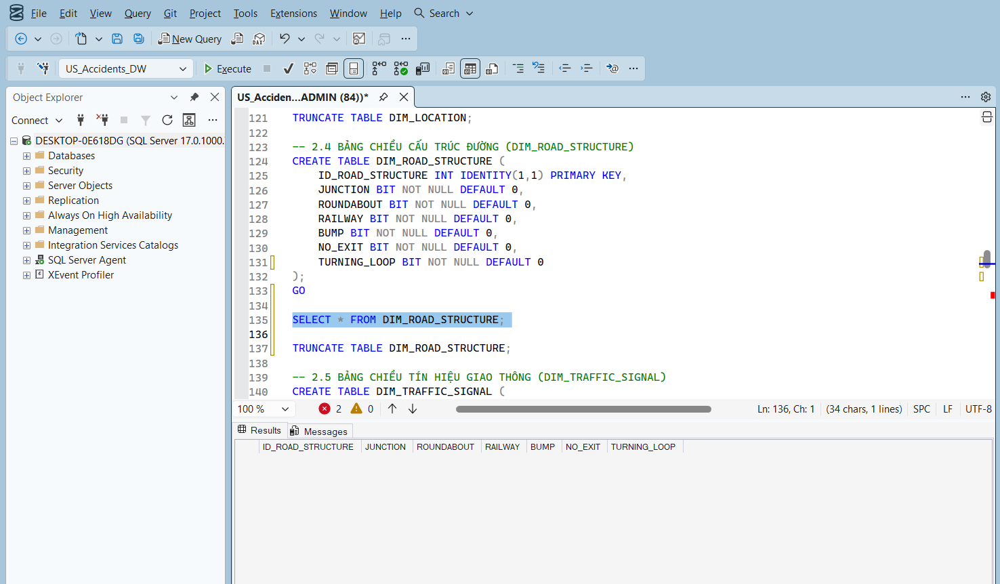 File Edit View Query Git Project Tools Extensions Window Help Search
New Query DAX
US_Accidents_DW Execute
Object Explorer
Connect
DESKTOP-0E618DG (SQL Server 17.0.1000.
Databases
Security
Server Objects
Replication
Always On High Availability
Management
Integration Services Catalogs
SQL Server Agent
XEvent Profiler
US_Acciden...ADMIN (84))*
121 TRUNCATE TABLE DIM_LOCATION;
122
123 -- 2.4 BẢNG CHIỀU CẤU TRÚC ĐƯỜNG (DIM_ROAD_STRUCTURE)
124 CREATE TABLE DIM_ROAD_STRUCTURE (
125 ID_ROAD_STRUCTURE INT IDENTITY(1,1) PRIMARY KEY,
126 JUNCTION BIT NOT NULL DEFAULT 0,
127 ROUNDABOUT BIT NOT NULL DEFAULT 0,
128 RAILWAY BIT NOT NULL DEFAULT 0,
129 BUMP BIT NOT NULL DEFAULT 0,
130 NO_EXIT BIT NOT NULL DEFAULT 0,
131 TURNING_LOOP BIT NOT NULL DEFAULT 0
132 );
133 GO
134
135 SELECT * FROM DIM_ROAD_STRUCTURE;
136
137 TRUNCATE TABLE DIM_ROAD_STRUCTURE;
138
139 -- 2.5 BẢNG CHIỀU TÍN HIỆU GIAO THÔNG (DIM_TRAFFIC_SIGNAL)
140 CREATE TABLE DIM_TRAFFIC_SIGNAL (
100 % 2 0 Ln: 136, Ch: 1 (34 chars, 1 lines) SPC LF UTF-8
Results Messages
ID_ROAD_STRUCTURE JUNCTION ROUNDABOUT RAILWAY BUMP NO_EXIT TURNING_LOOP